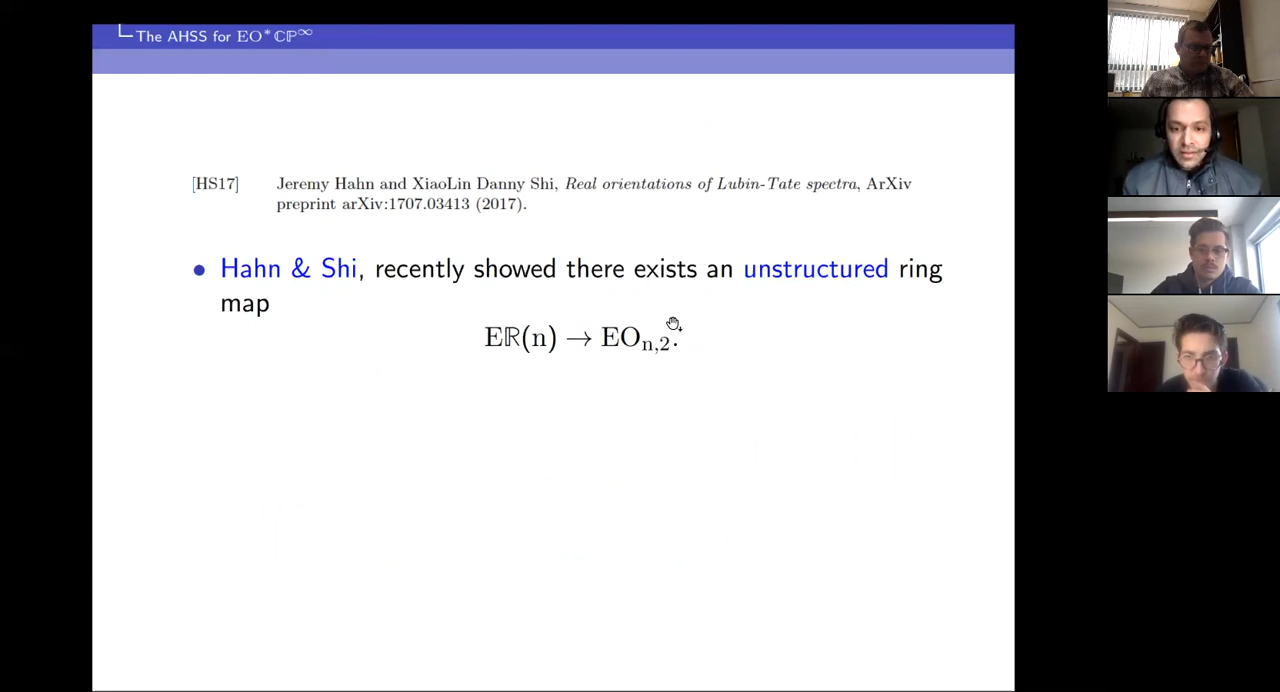 The AHSS for EO*ℂℙ∞
[HS17] Jeremy Hahn and XiaoLin Danny Shi, Real orientations of Lubin-Tate spectra, ArXiv
preprint arXiv:1707.03413 (2017).
• Hahn & Shi, recently showed there exists an unstructured ring
map
Eℝ(n) → EOn,2.